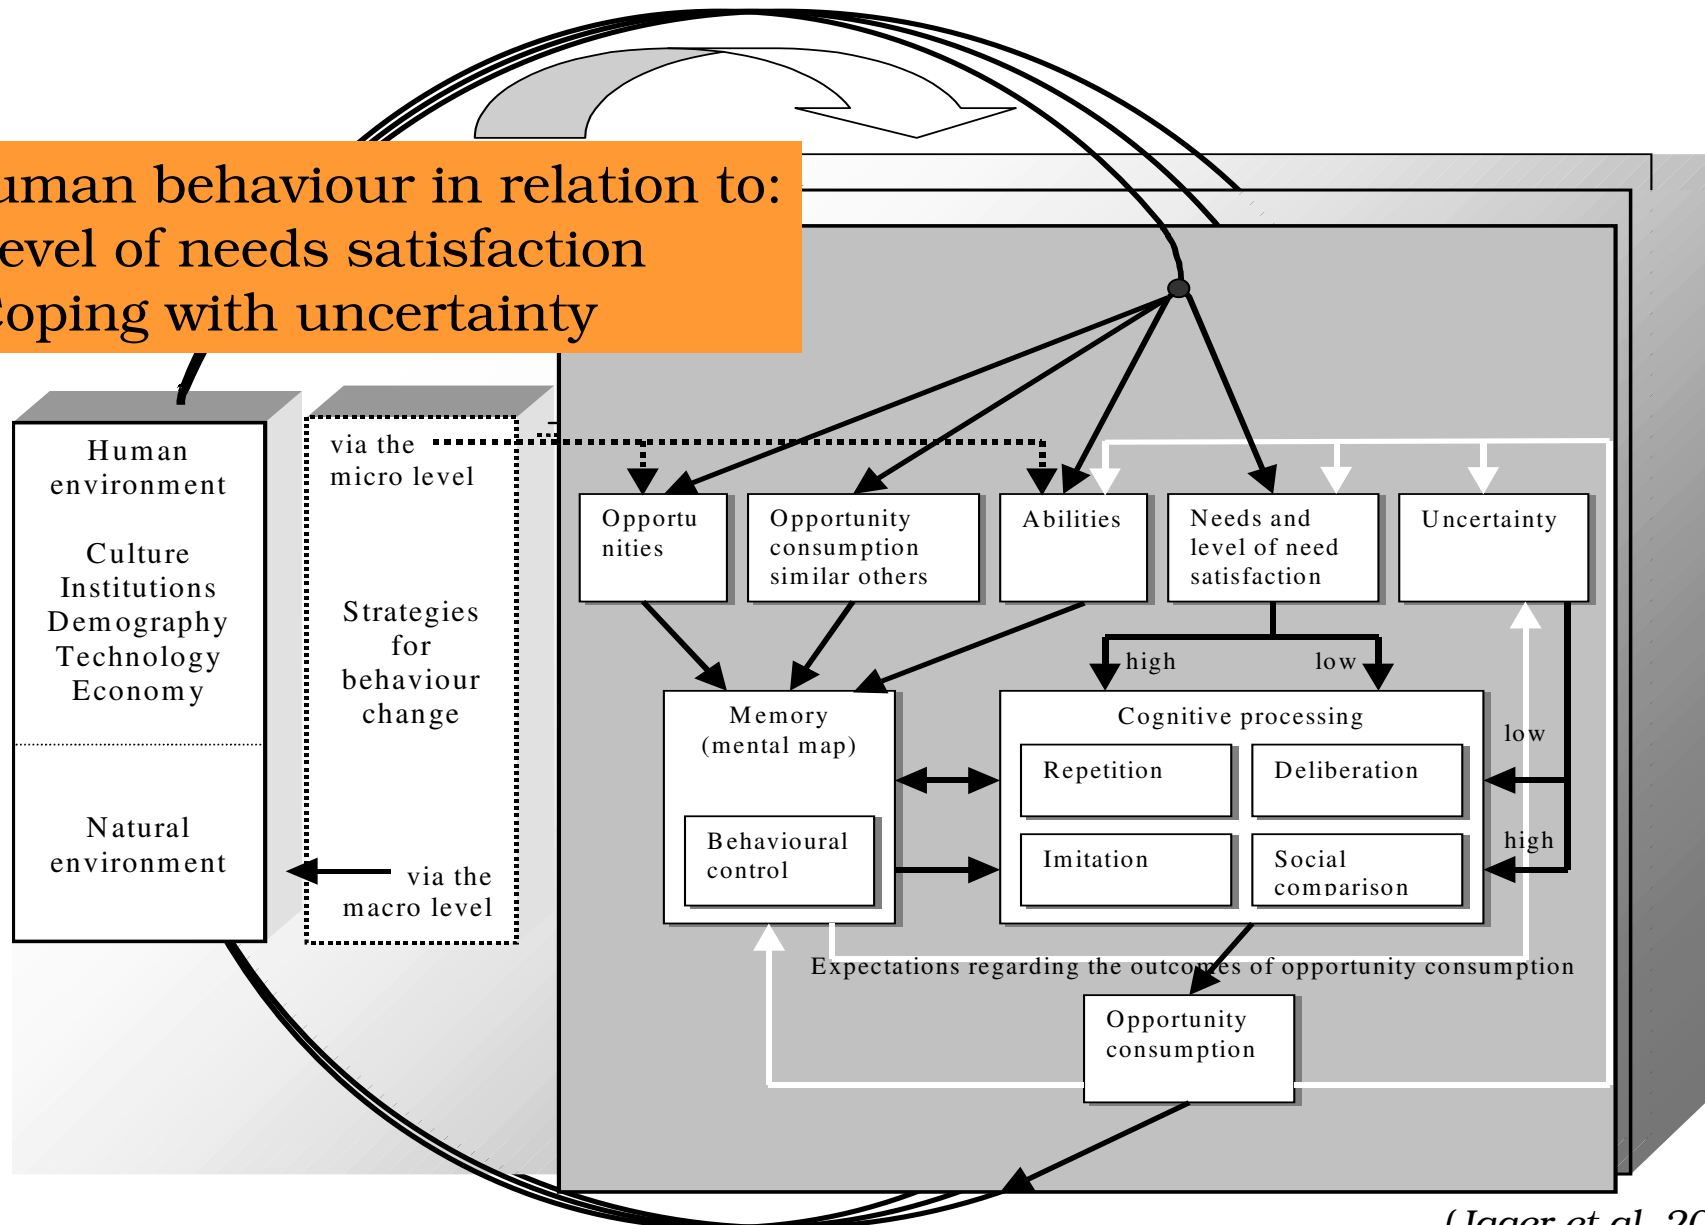 uman behaviour in relation to:
evel of needs satisfaction
oping with uncertainty
Human
environment
Culture
Institutions
Demography
Technology
Economy
Natural
environment
via the
micro level
Strategies
for
behaviour
change
via the
macro level
Opportu
nities
Opportunity
consumption
similar others
Abilities
Needs and
level of need
satisfaction
Uncertainty
high
low
Memory
(mental map)
Behavioural
control
Cognitive processing
Repetition
Deliberation
Imitation
Social
comparison
low
high
Expectations regarding the outcomes of opportunity consumption
Opportunity
consumption
(Jager et al, 20